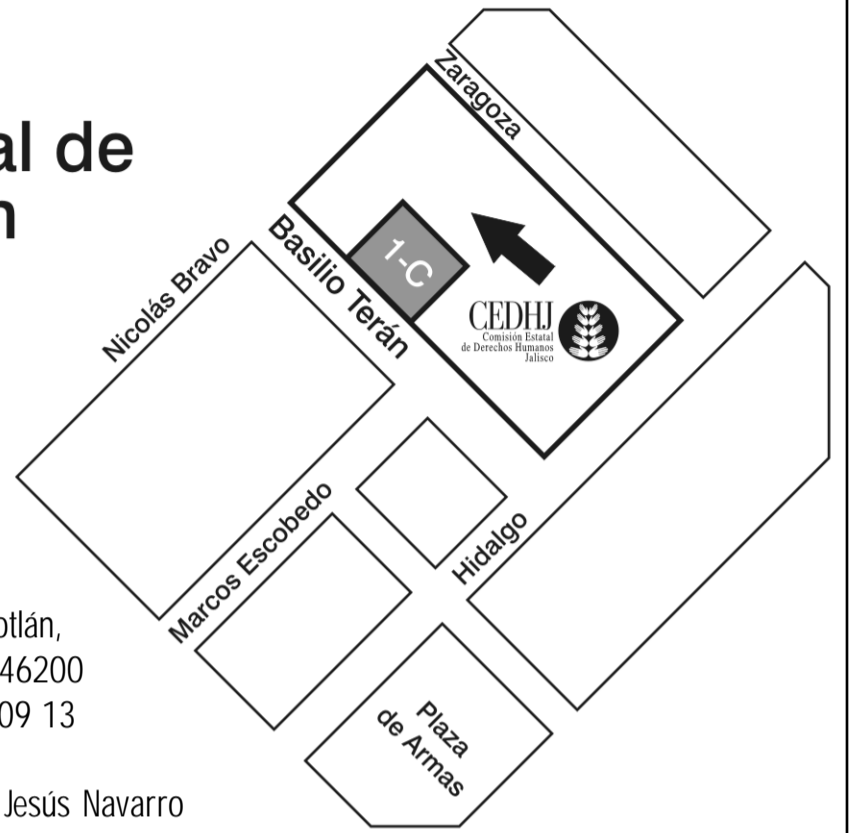 al de
n
otlán,
46200
09 13
Jesús Navarro
Zaragoza
Basilio Terán
1-C
CEDHJ
Comisión Estatal
de Derechos Humanos
Jalisco
Nicolás Bravo
Marcos Escobedo
Hidalgo
Plaza
de Armas